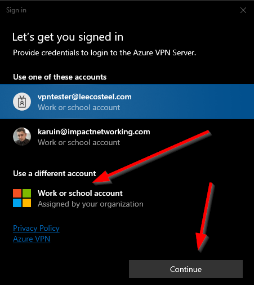 Sign in
Let's get you signed in
Provide credentials to login to the Azure VPN Server.
Use one of these accounts
vpntester@leecosteel.com
Work or school account
karuin@impactnetworking.com
Work or school account
Use a different account
Work or school account
Assigned by your organization
Privacy Policy
Azure VPN
Continue